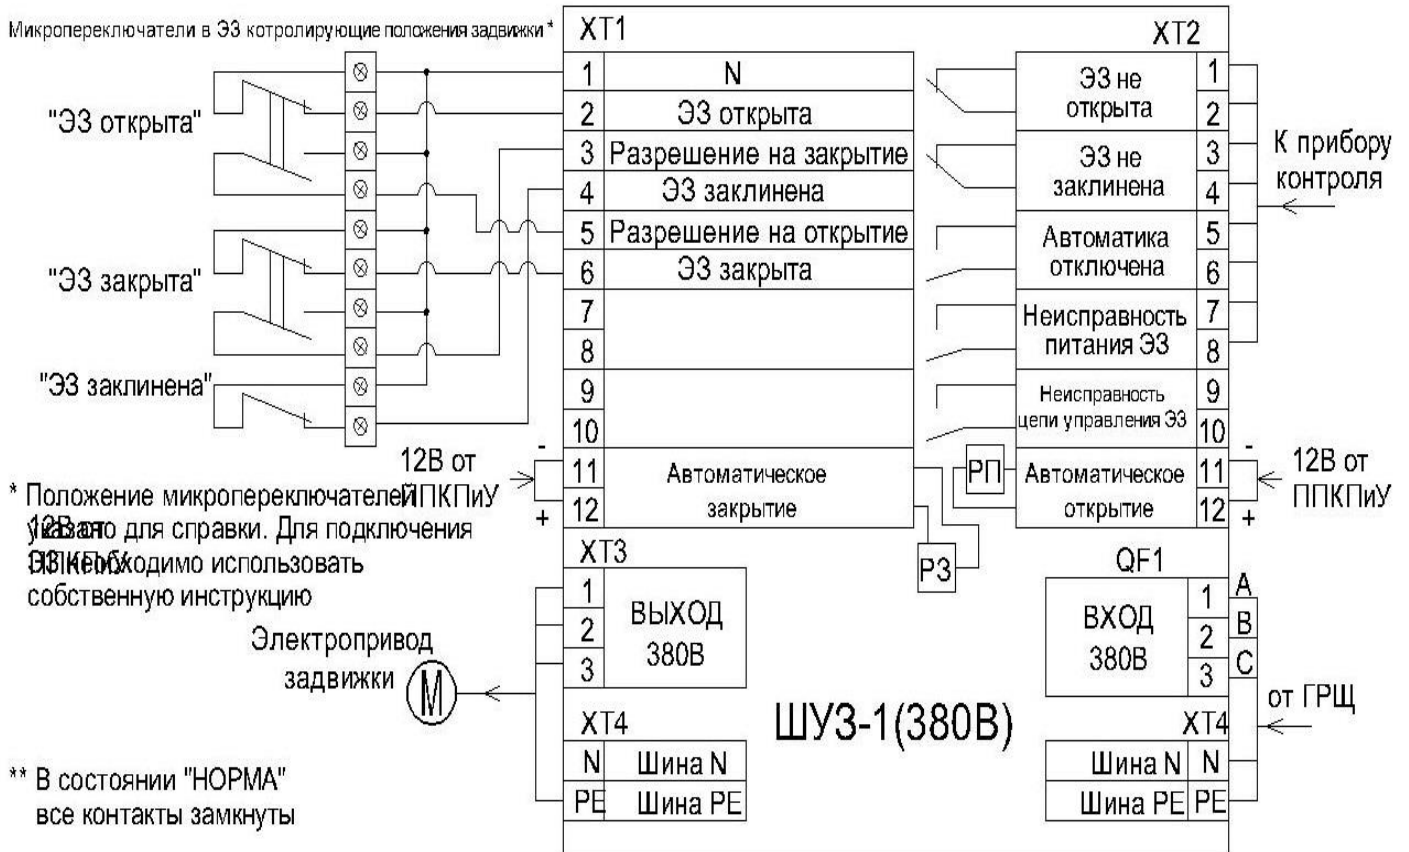 Микропереключатели в ЭЗ котролирующие положения задвижки *
"ЭЗ открыта"
"ЭЗ закрыта"
"ЭЗ заклинена"
XT1
1 N
2 ЭЗ открыта
3 Разрешение на закрытие
4 ЭЗ заклинена
5 Разрешение на открытие
6 ЭЗ закрыта
7
8
9
10
11 Автоматическое
12 закрытие
12В от
ППКПиУ
-
+
XT2
ЭЗ не 1
открыта 2
ЭЗ не 3
заклинена 4
Автоматика 5
отключена 6
Неисправность 7
питания ЭЗ 8
Неисправность 9
цепи управления ЭЗ 10
Автоматическое 11
открытие 12
К прибору
контроля
-
+
12В от
ППКПиУ
РП
РЗ
* Положение микропереключателей
указано для справки. Для подключения
ЭЗ необходимо использовать
собственную инструкцию
12В от
ППКПиУ
XT3
1
2
3
ВЫХОД
380В
Электропривод
задвижки
M
QF1
ВХОД
380В
1 A
2 B
3 C
от ГРЩ
ШУЗ-1(380В)
XT4
N Шина N
PE Шина PE
XT4
Шина N N
Шина PE PE
** В состоянии "НОРМА"
все контакты замкнуты